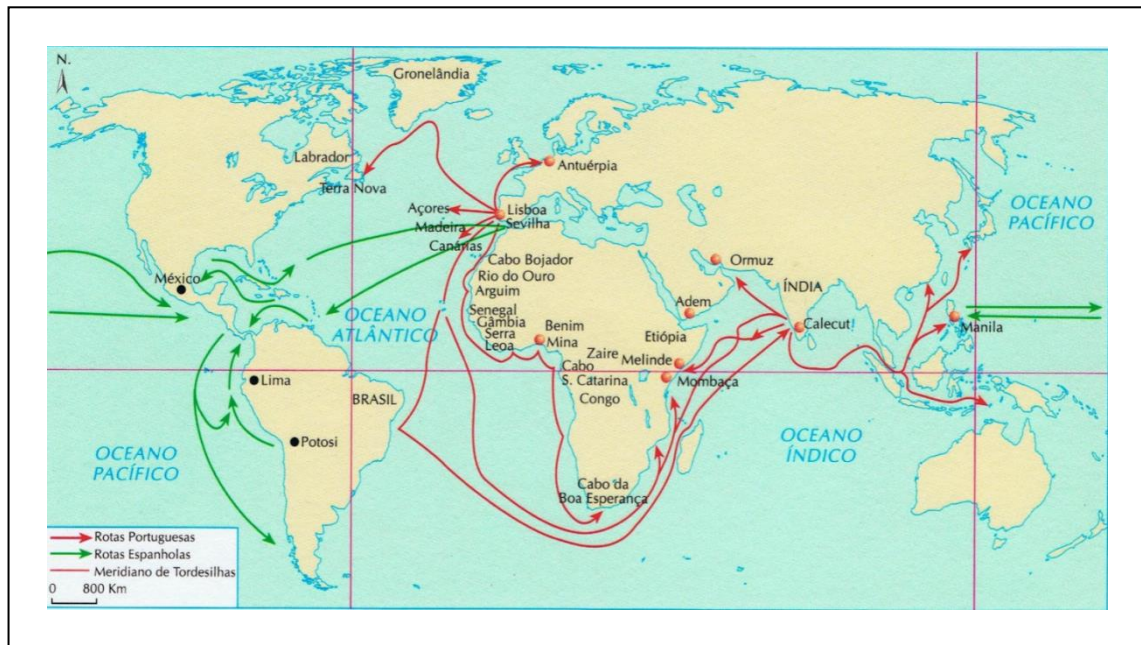 N.
Gronelândia
Labrador
Terra Nova
Antuérpia
Açores
Lisboa
Madeira
Sevilha
Canárias
OCEANO
PACÍFICO
México
Cabo Bojador
Rio do Ouro
Arguim
Ormuz
ÍNDIA
OCEANO
ATLÂNTICO
Senegal
Gâmbia
Serra
Leoa
Benim
Mina
Adem
Etiópia
Calecut
Manila
Zaire
Melinde
Cabo
S. Catarina
Mombaça
Congo
Lima
BRASIL
Potosi
OCEANO
PACÍFICO
OCEANO
ÍNDICO
Cabo da
Boa Esperança
Rotas Portuguesas
Rotas Espanholas
Meridiano de Tordesilhas
0 800 Km